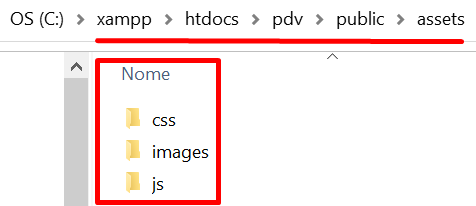 OS (C:) > xampp > htdocs > pdv > public > assets
Nome
css
images
js